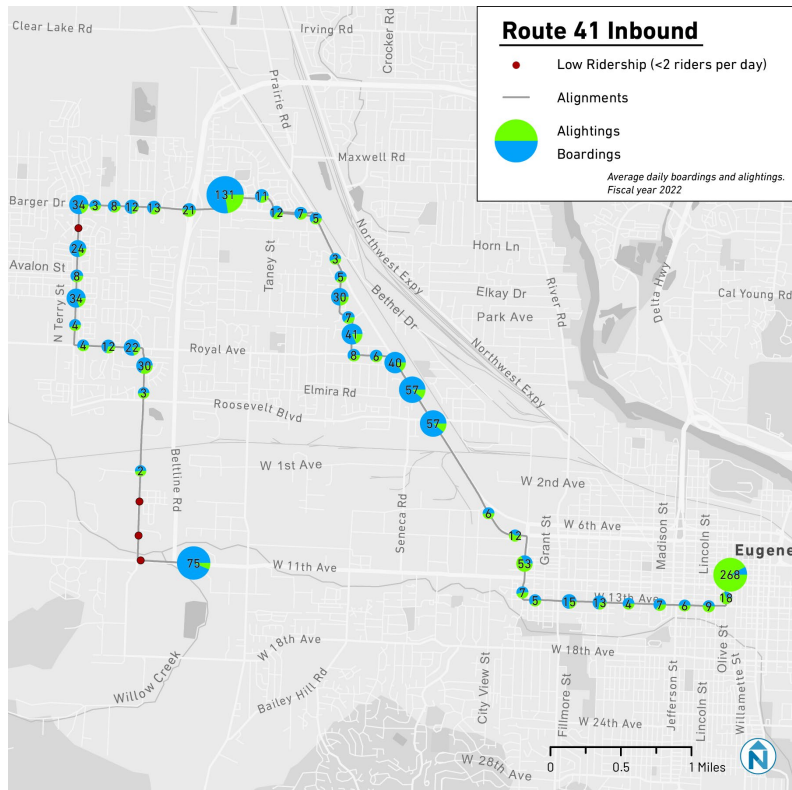 Route 41 Inbound
Low Ridership (<2 riders per day)
Alignments
Alightings
Boardings
Average daily boardings and alightings.
Fiscal year 2022
Clear Lake Rd
Irving Rd
Crocker Rd
Prairie Rd
Maxwell Rd
Barger Dr
34
3
8
12
13
21
131
11
12
7
5
Northwest Expy
Horn Ln
Delta Hwy
24
Avalon St
8
Taney St
3
5
Bethel Dr
Elkay Dr
River Rd
Cal Young Rd
34
N Terry St
30
Park Ave
4
7
41
4
12
22
Royal Ave
8
6
40
Northwest Expy
30
3
Elmira Rd
57
Roosevelt Blvd
57
W 1st Ave
Beltline Rd
2
W 2nd Ave
Seneca Rd
6
W 6th Ave
Grant St
Madison St
Lincoln St
12
Eugene
75
W 11th Ave
53
268
7
5
15
13
W 13th Ave
4
7
6
9
18
W 18th Ave
W 18th Ave
Olive St
Willow Creek
Bailey Hill Rd
City View St
Fillmore St
Jefferson St
Lincoln St
Willamette St
W 24th Ave
W 28th Ave
0
0.5
1 Miles
N